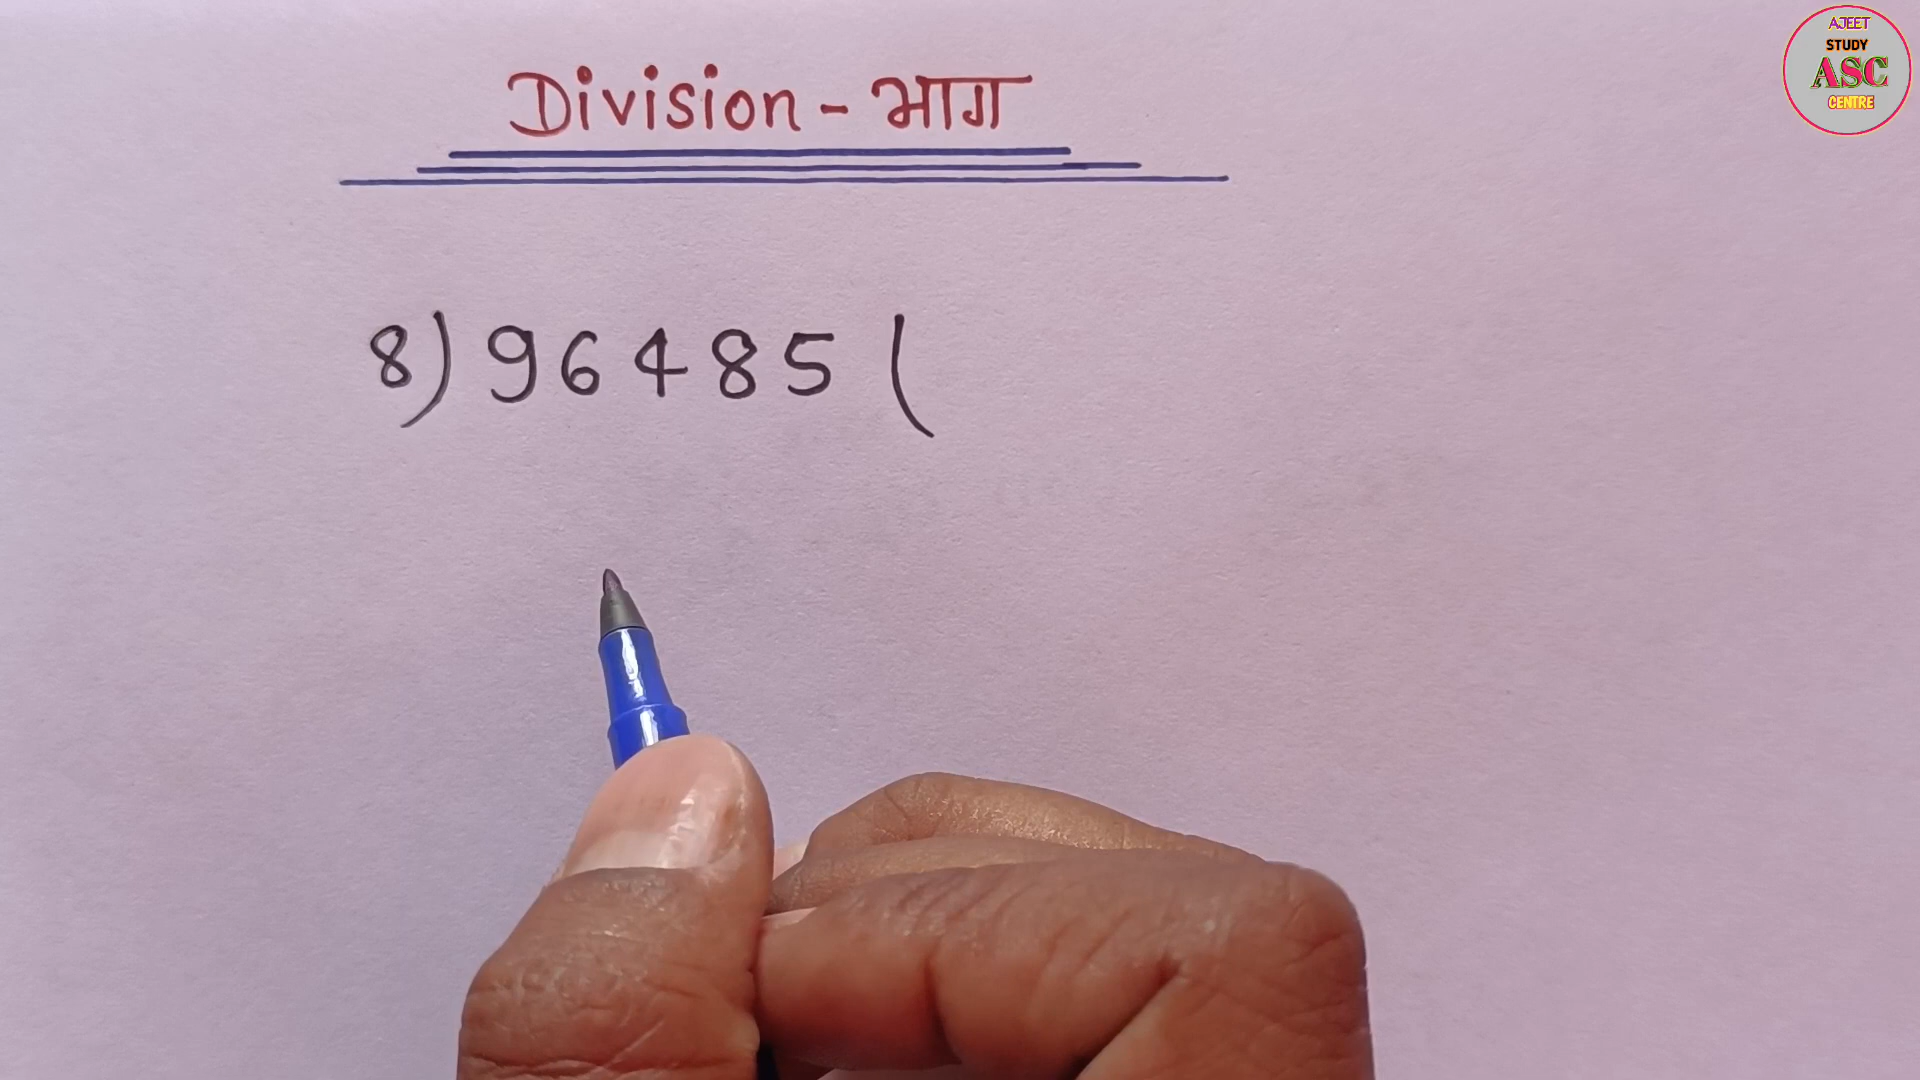 AJEET
STUDY
ASC
CENTRE
Division - भाग
8)96485(